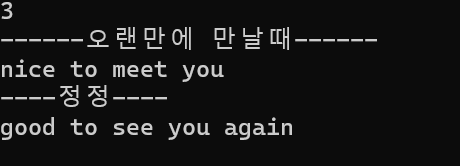 3
------오랜만에 만날때------
nice to meet you
----정정----
good to see you again